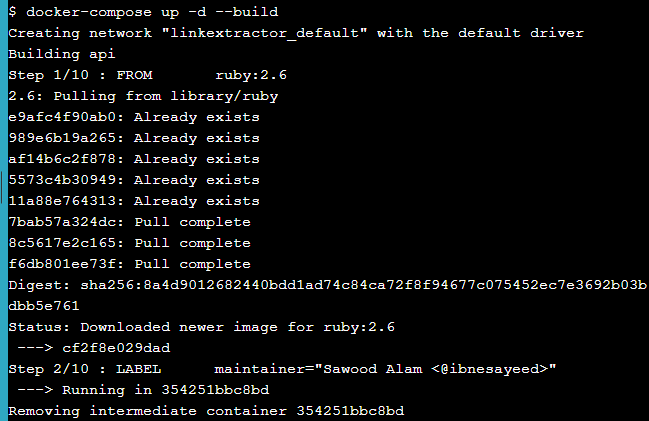 $ docker-compose up -d --build
Creating network "linkextractor_default" with the default driver
Building api
Step 1/10 : FROM      ruby:2.6
2.6: Pulling from library/ruby
e9afc4f90ab0: Already exists
989e6b19a265: Already exists
af14b6c2f878: Already exists
5573c4b30949: Already exists
11a88e764313: Already exists
7bab57a324dc: Pull complete
8c5617e2c165: Pull complete
f6db801ee73f: Pull complete
Digest: sha256:8a4d9012682440bdd1ad74c84ca72f8f94677c075452ec7e3692b03b
dbb5e761
Status: Downloaded newer image for ruby:2.6
 ---> cf2f8e029dad
Step 2/10 : LABEL      maintainer="Sawood Alam <@ibnesayeed>"
 ---> Running in 354251bbc8bd
Removing intermediate container 354251bbc8bd